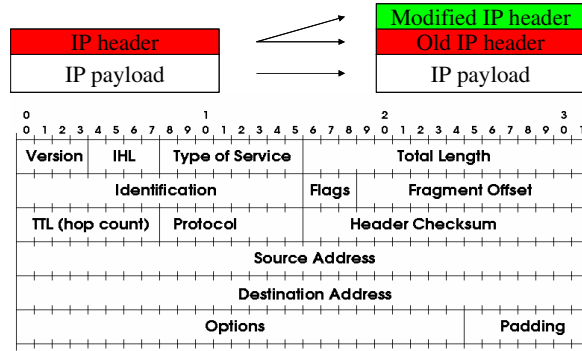 Modified IP header
IP header Old IP header
IP payload IP payload
0 1 2 3
0 1 2 3 4 5 6 7 8 9 0 1 2 3 4 5 6 7 8 9 0 1 2 3 4 5 6 7 8 9 0 1
Version IHL Type of Service Total Length
Identification Flags Fragment Offset
TTL (hop count) Protocol Header Checksum
Source Address
Destination Address
Options Padding